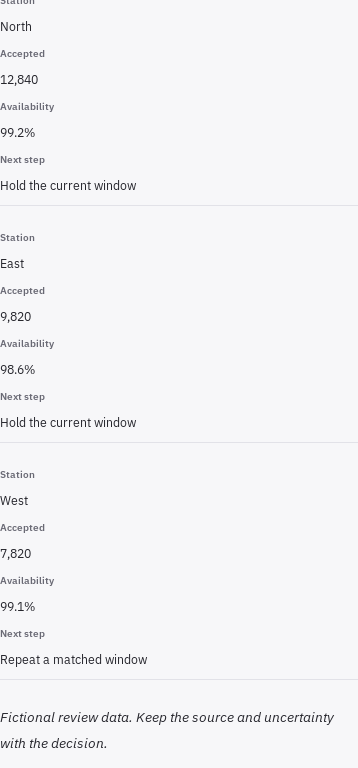 Station
North
Accepted
12,840
Availability
99.2%
Next step
Hold the current window
Station
East
Accepted
9,820
Availability
98.6%
Next step
Hold the current window
Station
West
Accepted
7,820
Availability
99.1%
Next step
Repeat a matched window
Fictional review data. Keep the source and uncertainty
with the decision.